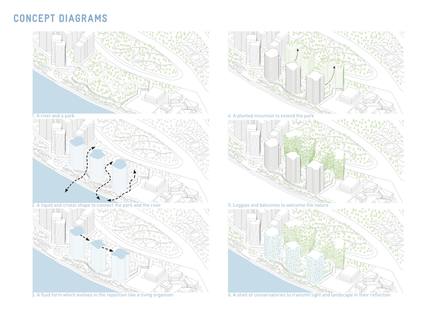 CONCEPT DIAGRAMS
1. A river and a park
4. A planted mountain to extend the park
2. A liquid and cristal shape to connect the park and the river
5. Loggias and balconies to welcome the nature
3. A fluid form which evolves in the repetition like a living organism
6. A skin of conservatories to transmit light and landscape in their reflection